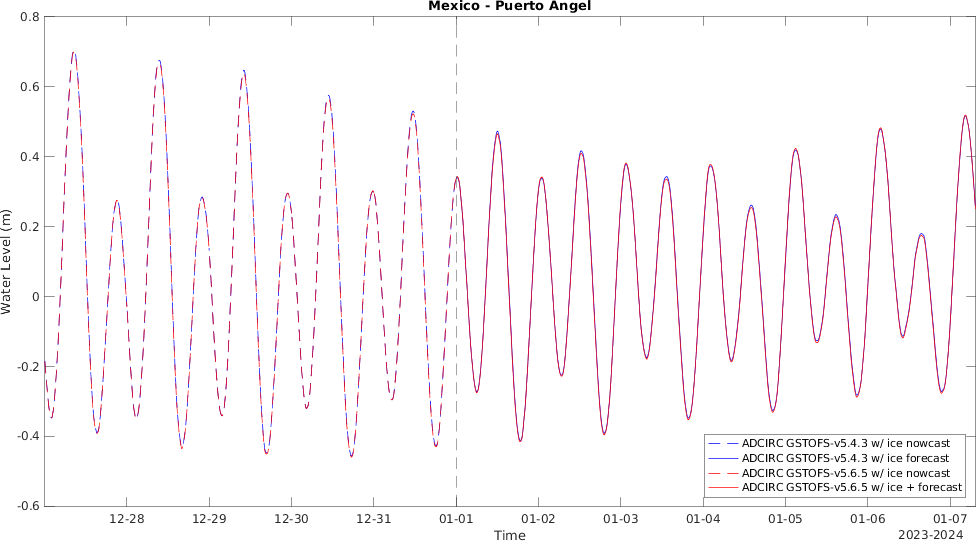 Mexico - Puerto Angel
Water Level (m)
0.8
0.6
0.4
0.2
0
-0.2
-0.4
-0.6
12-28 12-29 12-30 12-31 01-01 01-02 01-03 01-04 01-05 01-06 01-07
Time
2023-2024
ADCIRC GSTOFS-v5.4.3 w/ ice nowcast
ADCIRC GSTOFS-v5.4.3 w/ ice forecast
ADCIRC GSTOFS-v5.6.5 w/ ice nowcast
ADCIRC GSTOFS-v5.6.5 w/ ice + forecast